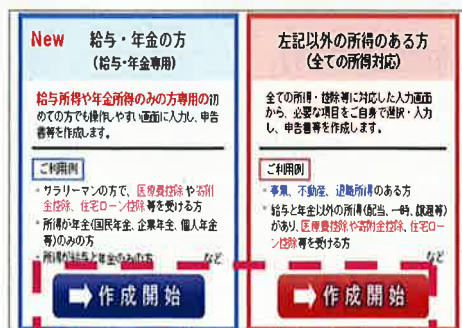 New 給与・年金の方
(給与・年金専用)
給与所得や年金所得のみの方専用の初
めての方でも操作しやすい画面に入力し、申告
書等を作成します。
ご利用例
・サラリーマンの方で、医療費控除や寄附
金控除、住宅ローン控除等を受ける方
・所得が年金(国民年金、企業年金、個人年金
等)のみの方
・所得が給与と年金のみの方 など
作成開始
左記以外の所得のある方
(全ての所得対応)
全ての所得・控除等に対応した入力画面
から、必要な項目をご自身で選択・入力
し、申告書等を作成します。
ご利用例
・事業、不動産、退職所得のある方
・給与と年金以外の所得(配当、一時、譲渡等)
があり、医療費控除や寄附金控除、住宅ロー
ン控除等を受ける方
など
作成開始